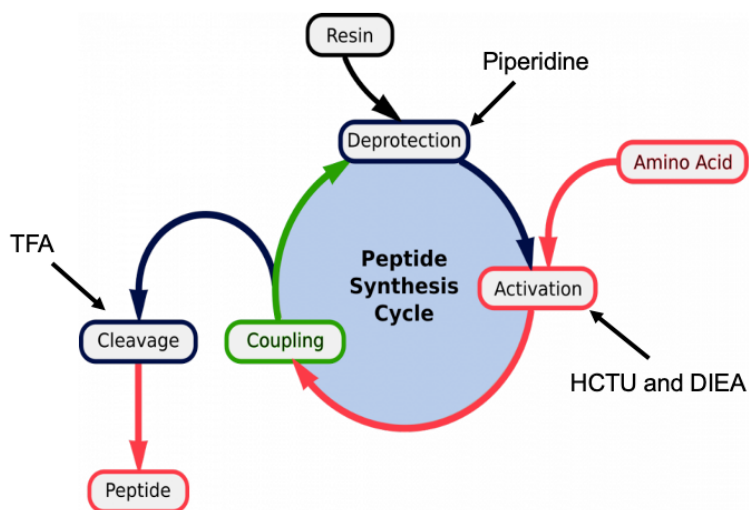 Resin
Piperidine
Deprotection
Amino Acid
TFA
Peptide
Synthesis
Cycle
Activation
Cleavage
Coupling
HCTU and DIEA
Peptide